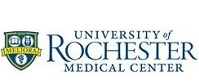 MELIORA
UNIVERSITY of
ROCHESTER
MEDICAL CENTER